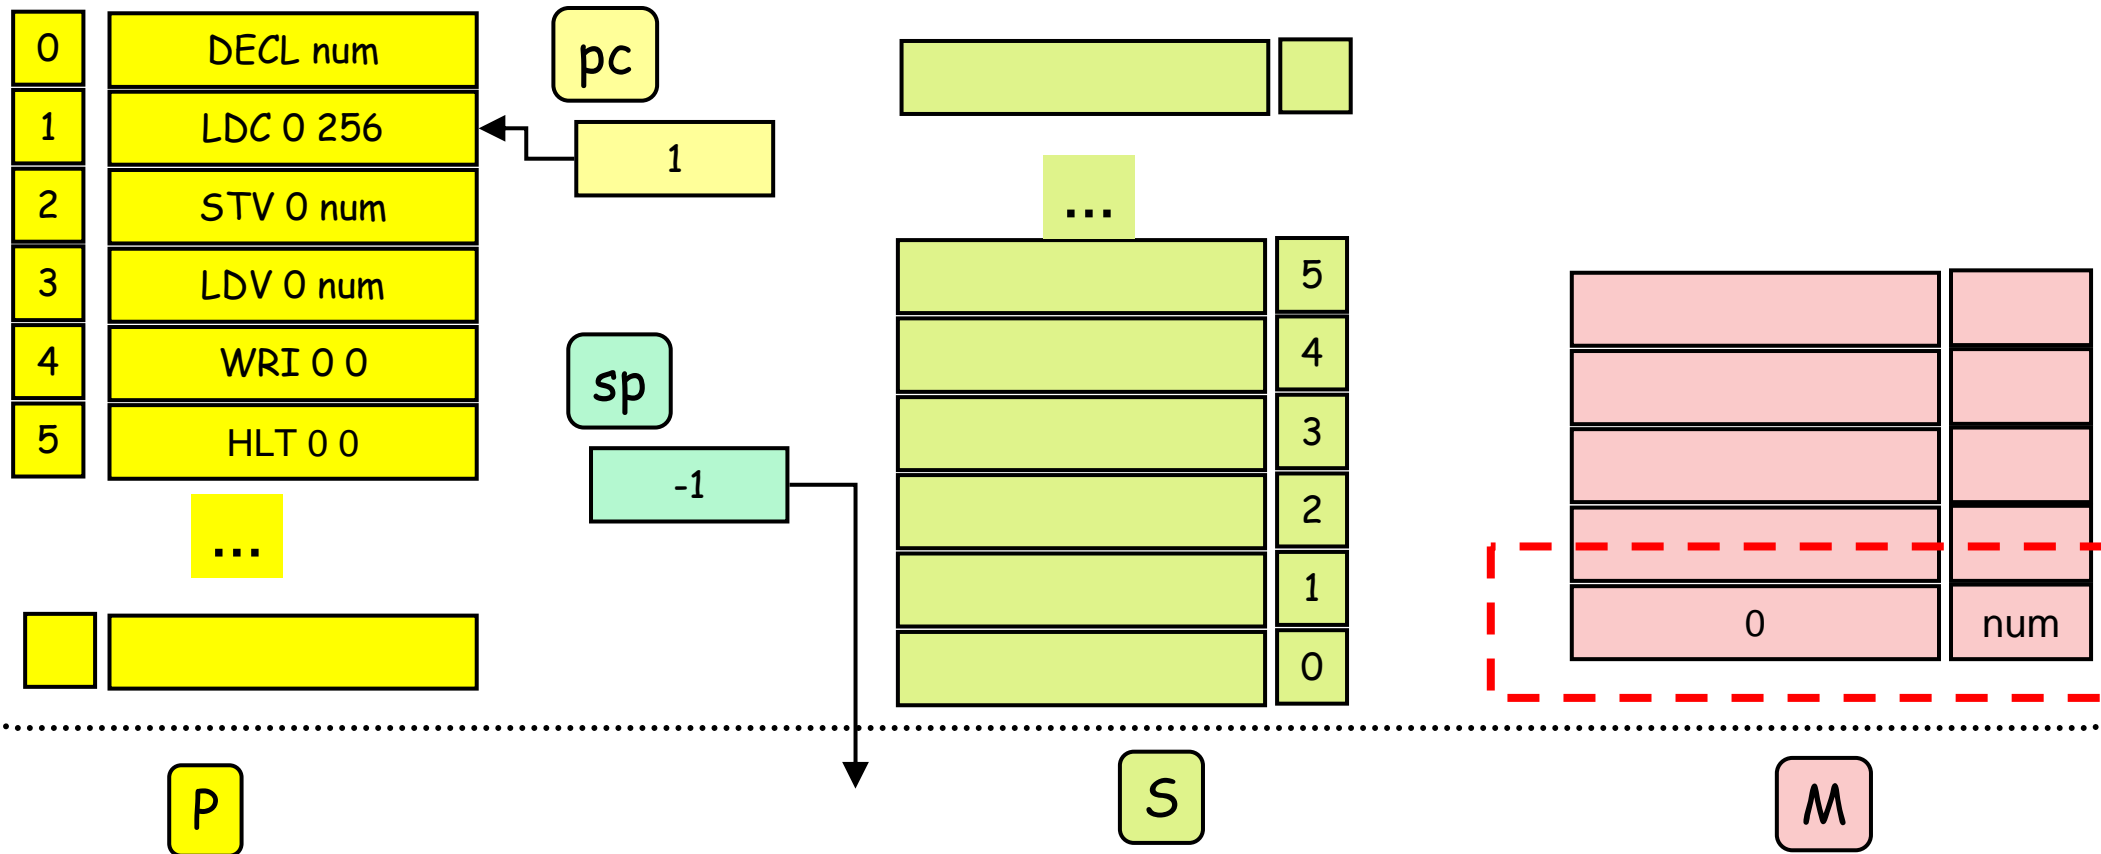 0 DECL num
1 LDC 0 256
2 STV 0 num
3 LDV 0 num
4 WRI 0 0
5 HLT 0 0
...
P
pc
1
sp
-1
...
5
4
3
2
1
0
S
0 num
M